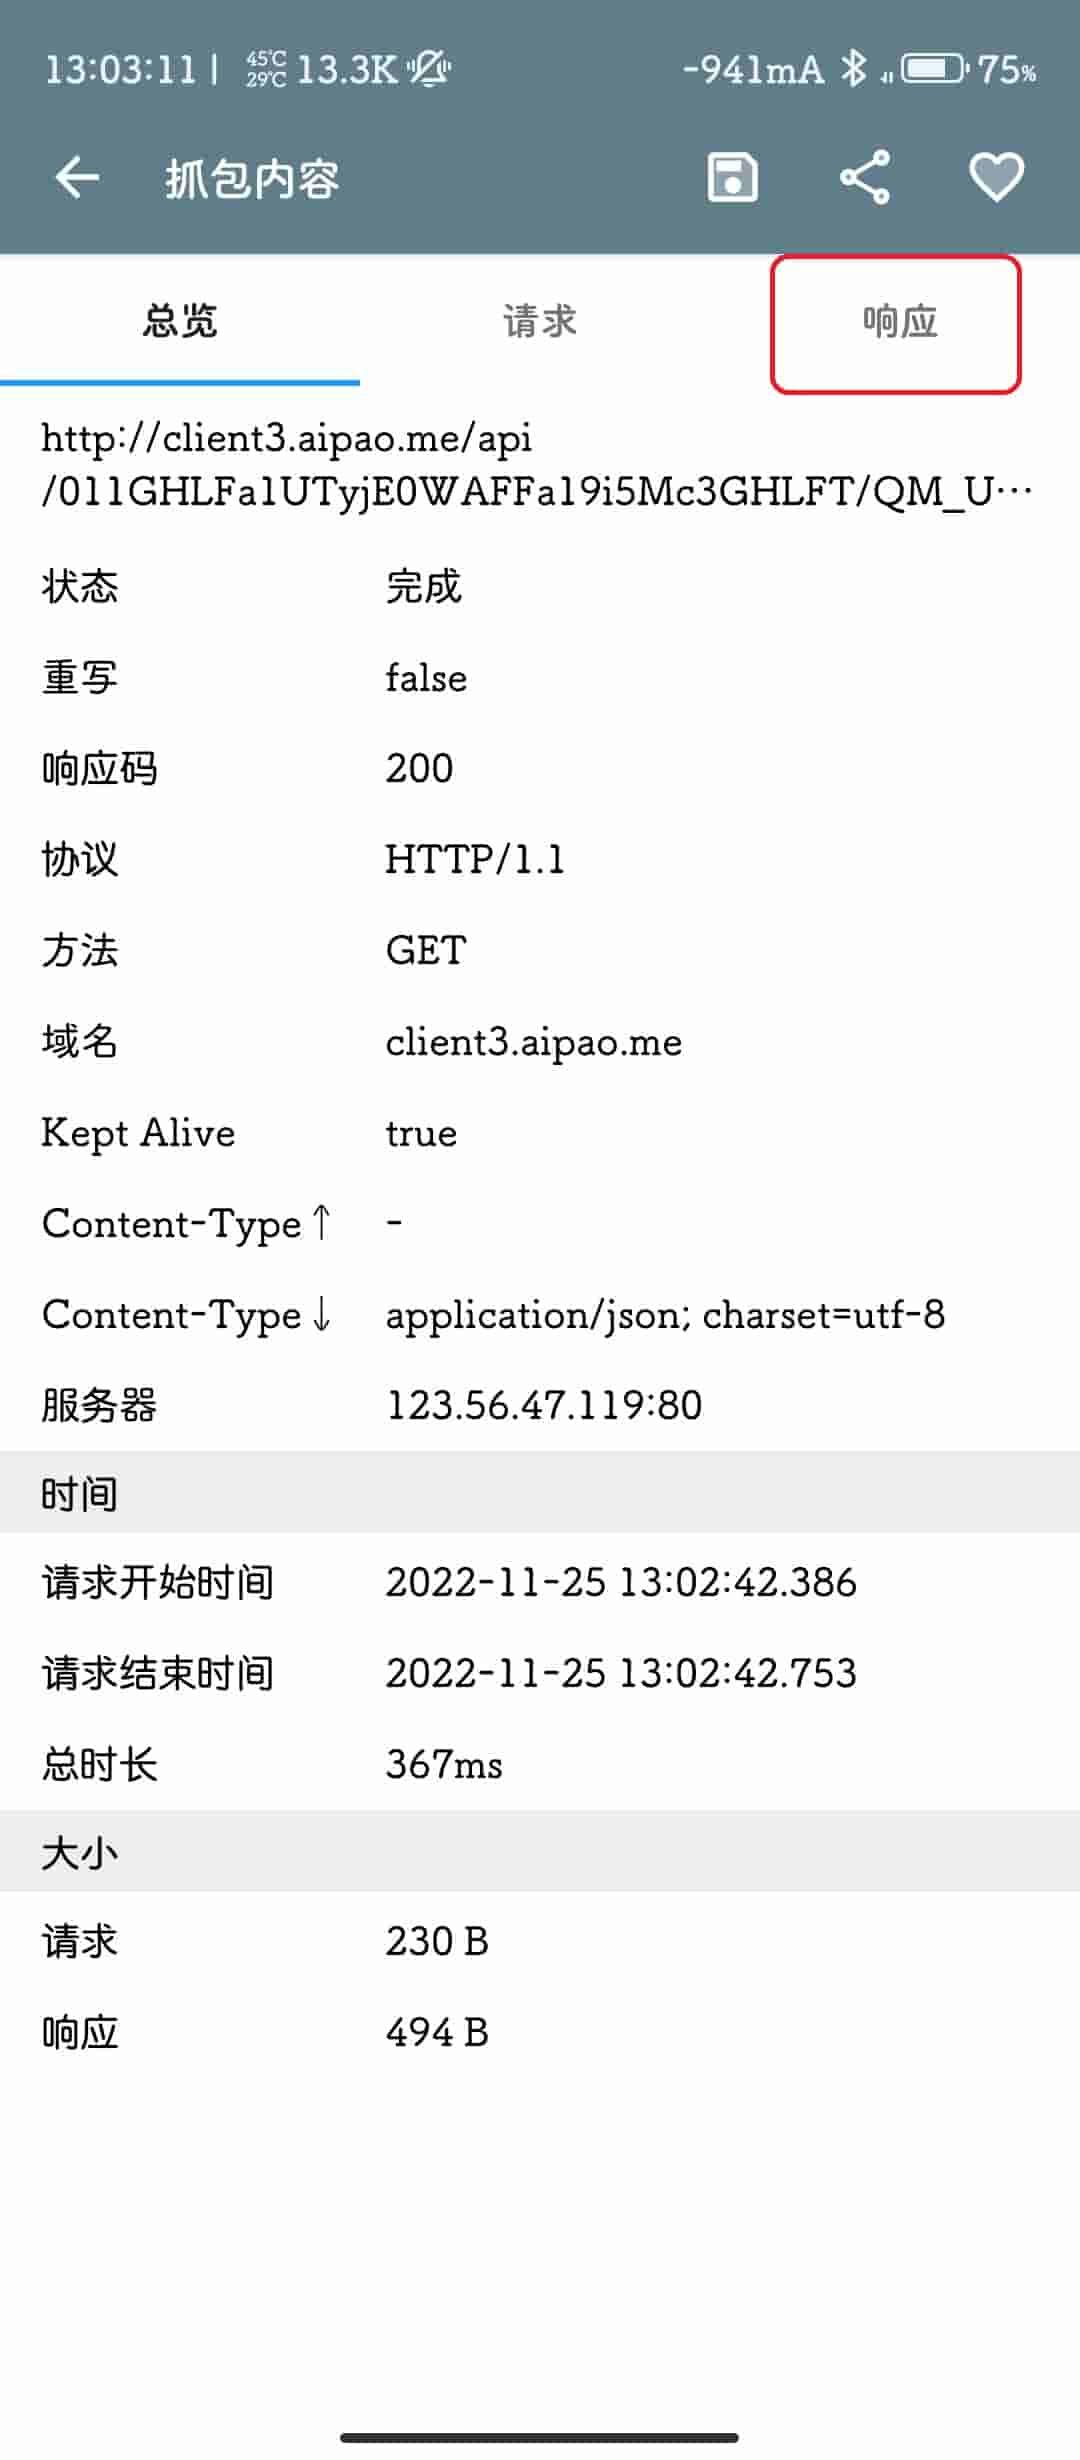 13:03:11 | 45℃ 29℃ 13.3K -941mA 75%
抓包内容
总览 请求 响应
http://client3.aipao.me/api
/011GHLFa1UTyjE0WAFFa19i5Mc3GHLFT/QM_U…
状态 完成
重写 false
响应码 200
协议 HTTP/1.1
方法 GET
域名 client3.aipao.me
Kept Alive true
Content-Type↑ -
Content-Type↓ application/json; charset=utf-8
服务器 123.56.47.119:80
时间
请求开始时间 2022-11-25 13:02:42.386
请求结束时间 2022-11-25 13:02:42.753
总时长 367ms
大小
请求 230 B
响应 494 B